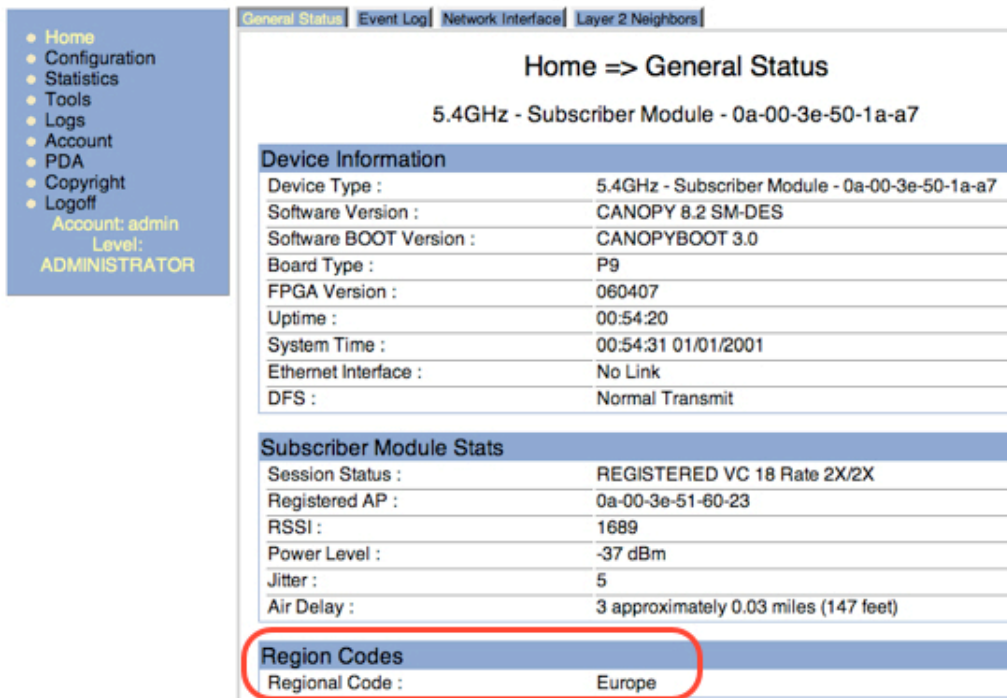 General Status Event Log Network Interface Layer 2 Neighbors
Home
Configuration
Statistics
Tools
Logs
Account
PDA
Copyright
Logoff
Account: admin
Level:
ADMINISTRATOR
Home => General Status
5.4GHz - Subscriber Module - 0a-00-3e-50-1a-a7
Device Information
Device Type : 5.4GHz - Subscriber Module - 0a-00-3e-50-1a-a7
Software Version : CANOPY 8.2 SM-DES
Software BOOT Version : CANOPYBOOT 3.0
Board Type : P9
FPGA Version : 060407
Uptime : 00:54:20
System Time : 00:54:31 01/01/2001
Ethernet Interface : No Link
DFS : Normal Transmit
Subscriber Module Stats
Session Status : REGISTERED VC 18 Rate 2X/2X
Registered AP : 0a-00-3e-51-60-23
RSSI : 1689
Power Level : -37 dBm
Jitter : 5
Air Delay : 3 approximately 0.03 miles (147 feet)
Region Codes
Regional Code : Europe